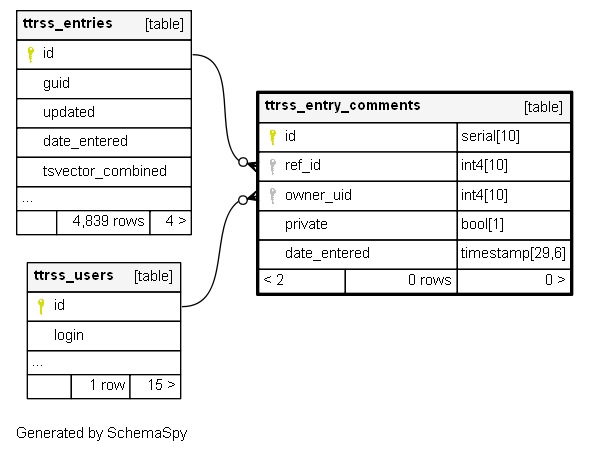 ttrss_entries [table]
id
guid
updated
date_entered
tsvector_combined
...
4,839 rows 4 >
ttrss_entry_comments [table]
id serial[10]
ref_id int4[10]
owner_uid int4[10]
private bool[1]
date_entered timestamp[29,6]
< 2 0 rows 0 >
ttrss_users [table]
id
login
...
1 row 15 >
Generated by SchemaSpy